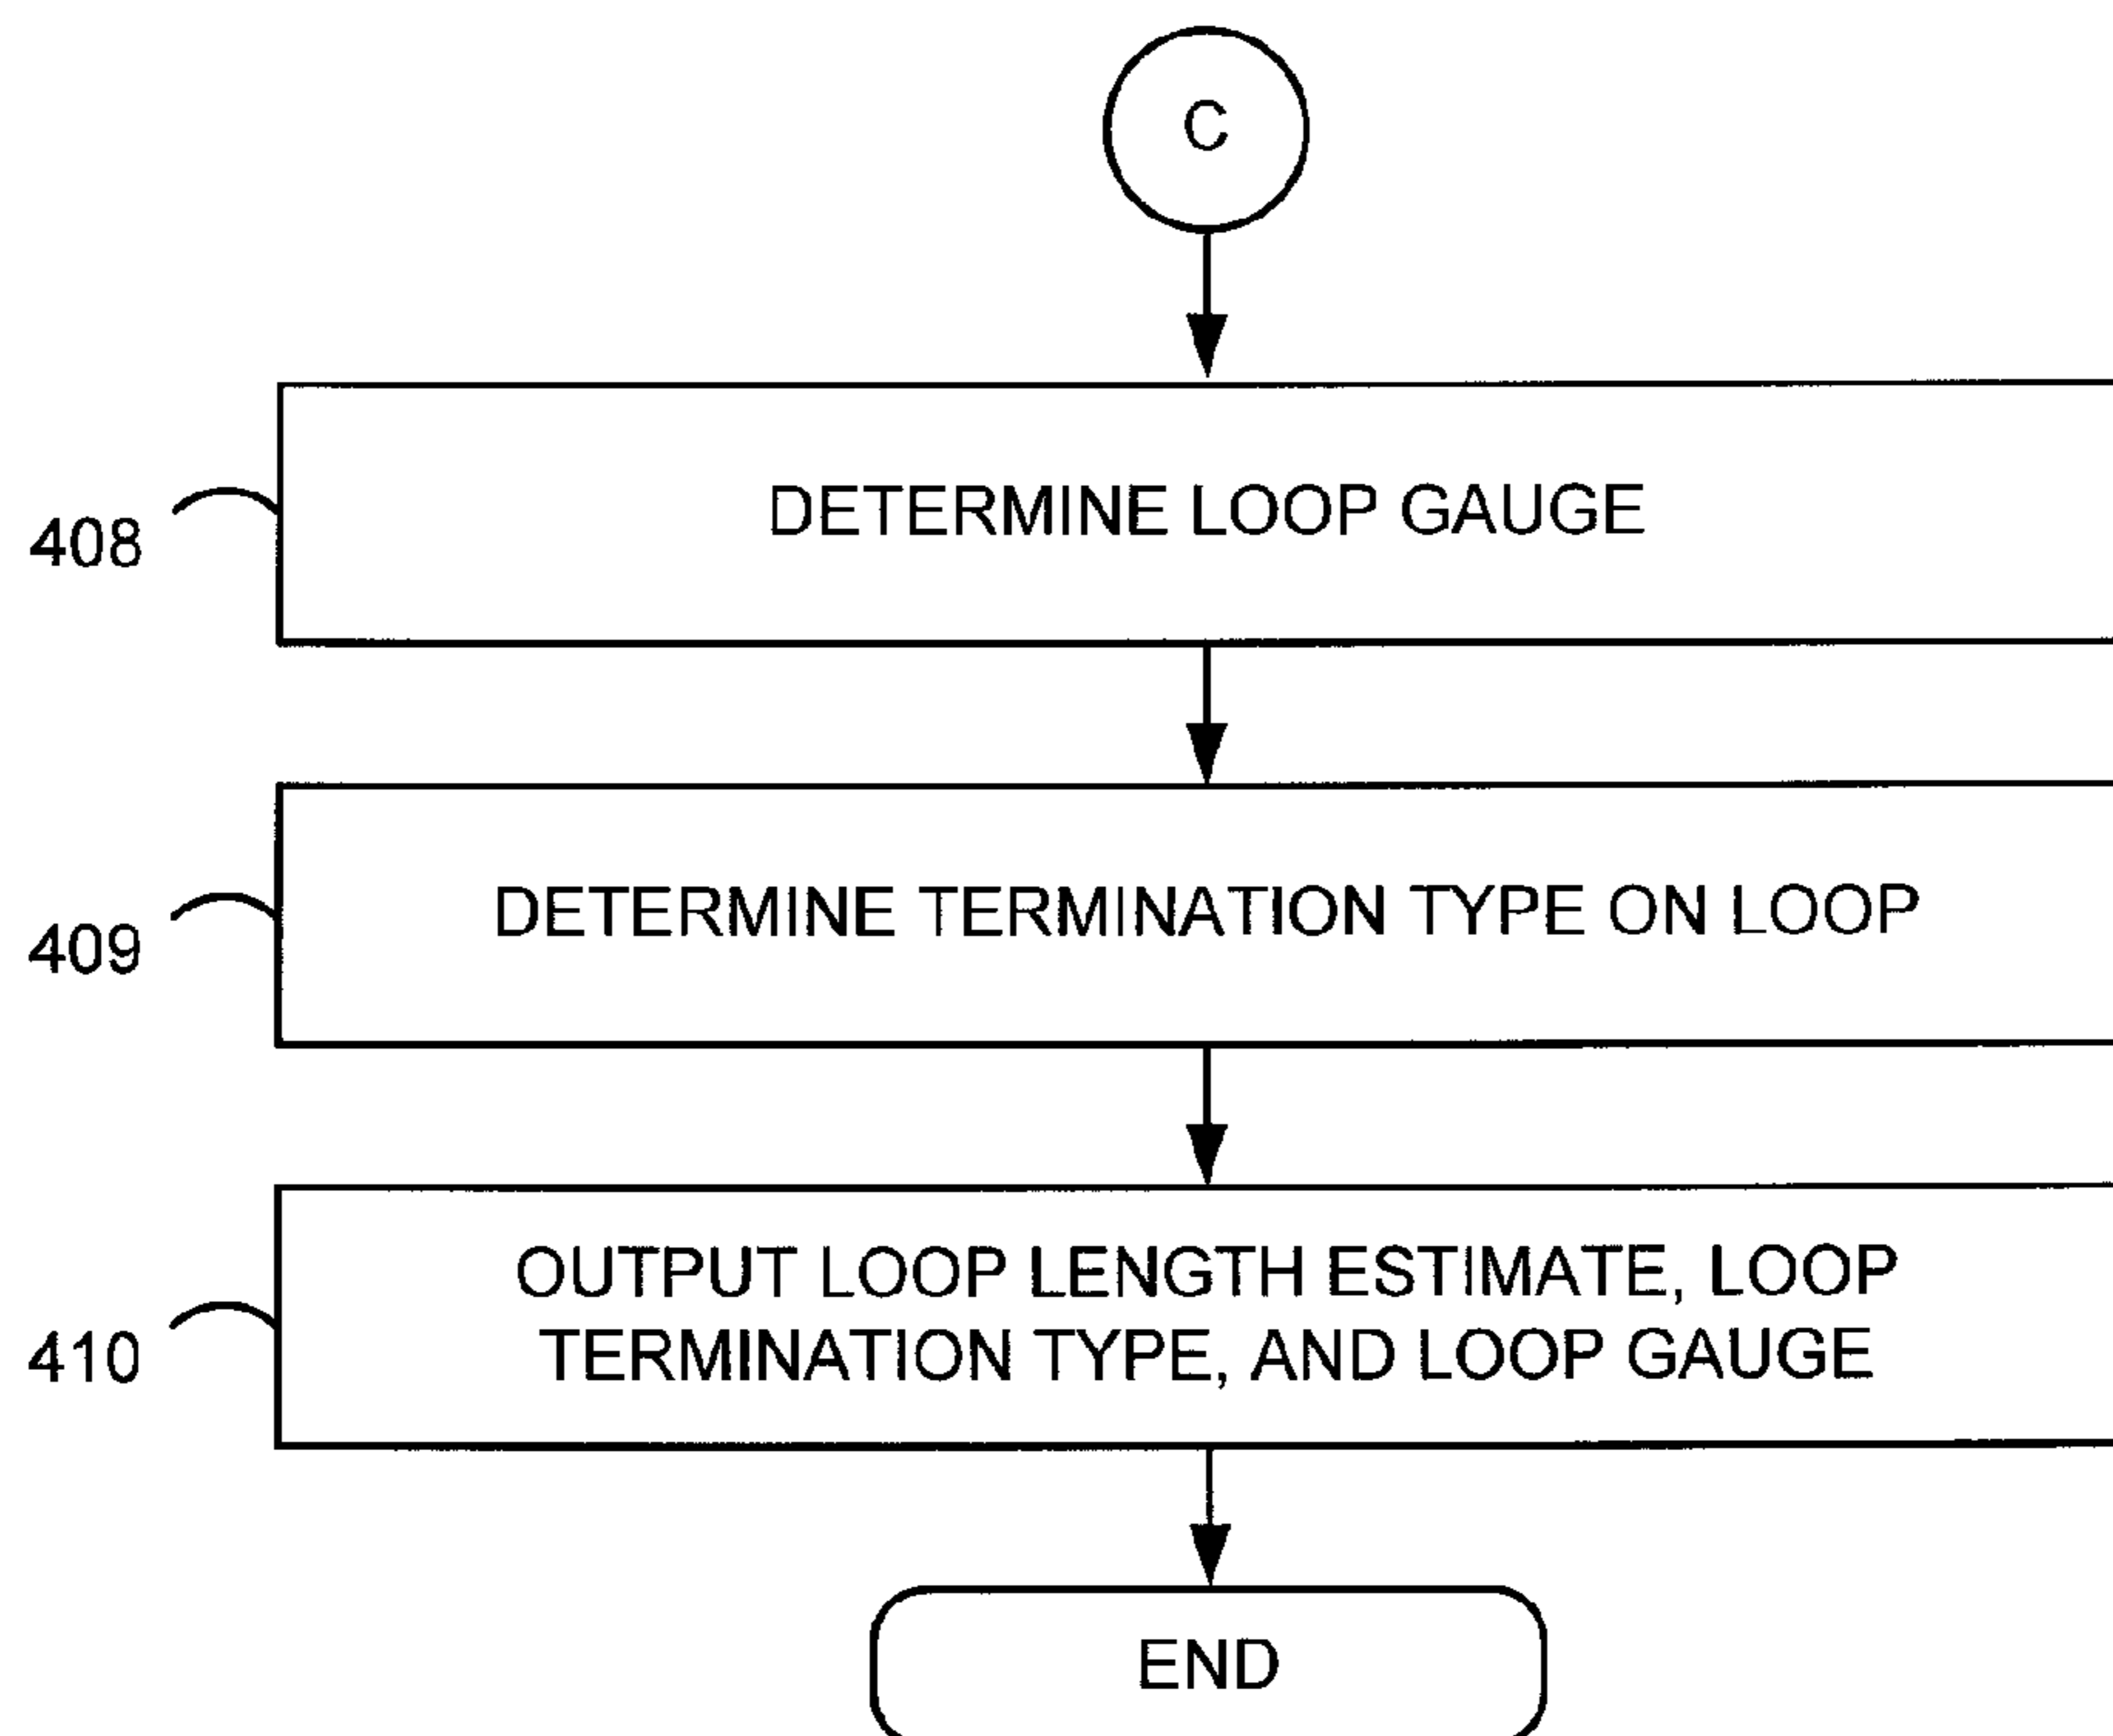 C
DETERMINE LOOP GAUGE
408
DETERMINE TERMINATION TYPE ON LOOP
409
OUTPUT LOOP LENGTH ESTIMATE, LOOP
TERMINATION TYPE, AND LOOP GAUGE
410
END